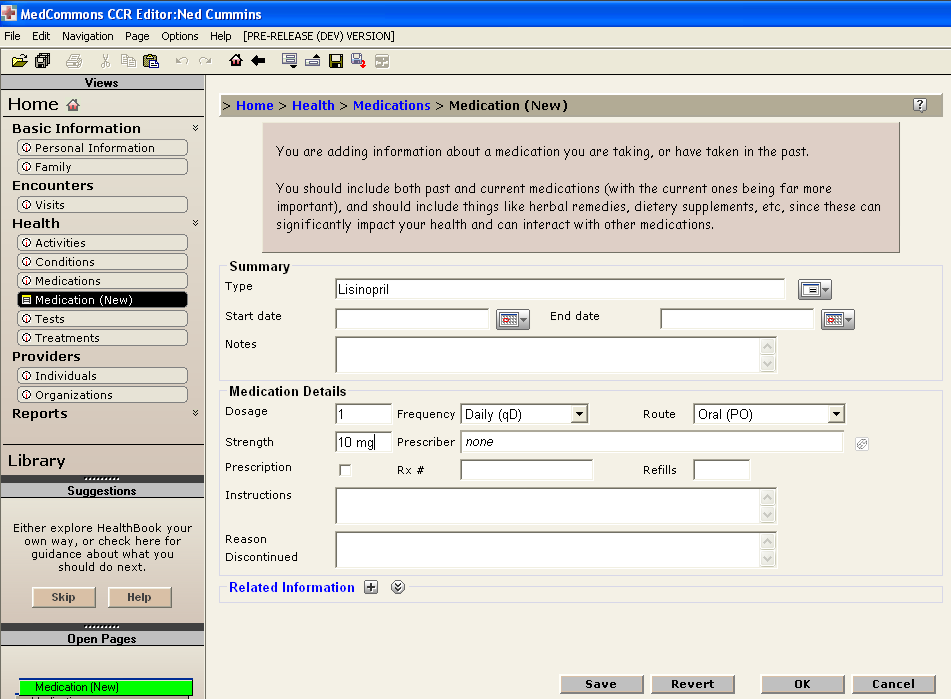 MedCommons CCR Editor:Ned Cummins
File Edit Navigation Page Options Help [PRE-RELEASE (DEV) VERSION]
Views
Home
Basic Information
Personal Information
Family
Encounters
Visits
Health
Activities
Conditions
Medications
Medication (New)
Tests
Treatments
Providers
Individuals
Organizations
Reports
Library
Suggestions
Either explore HealthBook your
own way, or check here for
guidance about what you
should do next.
Skip Help
Open Pages
Medication (New)
> Home > Health > Medications > Medication (New)
?
You are adding information about a medication you are taking, or have taken in the past.
You should include both past and current medications (with the current ones being far more
important), and should include things like herbal remedies, dietery supplements, etc, since these can
significantly impact your health and can interact with other medications.
Summary
Type Lisinopril
Start date End date
Notes
Medication Details
Dosage 1 Frequency Daily (qD) Route Oral (PO)
Strength 10 mg Prescriber none
Prescription Rx # Refills
Instructions
Reason
Discontinued
Related Information
Save Revert OK Cancel